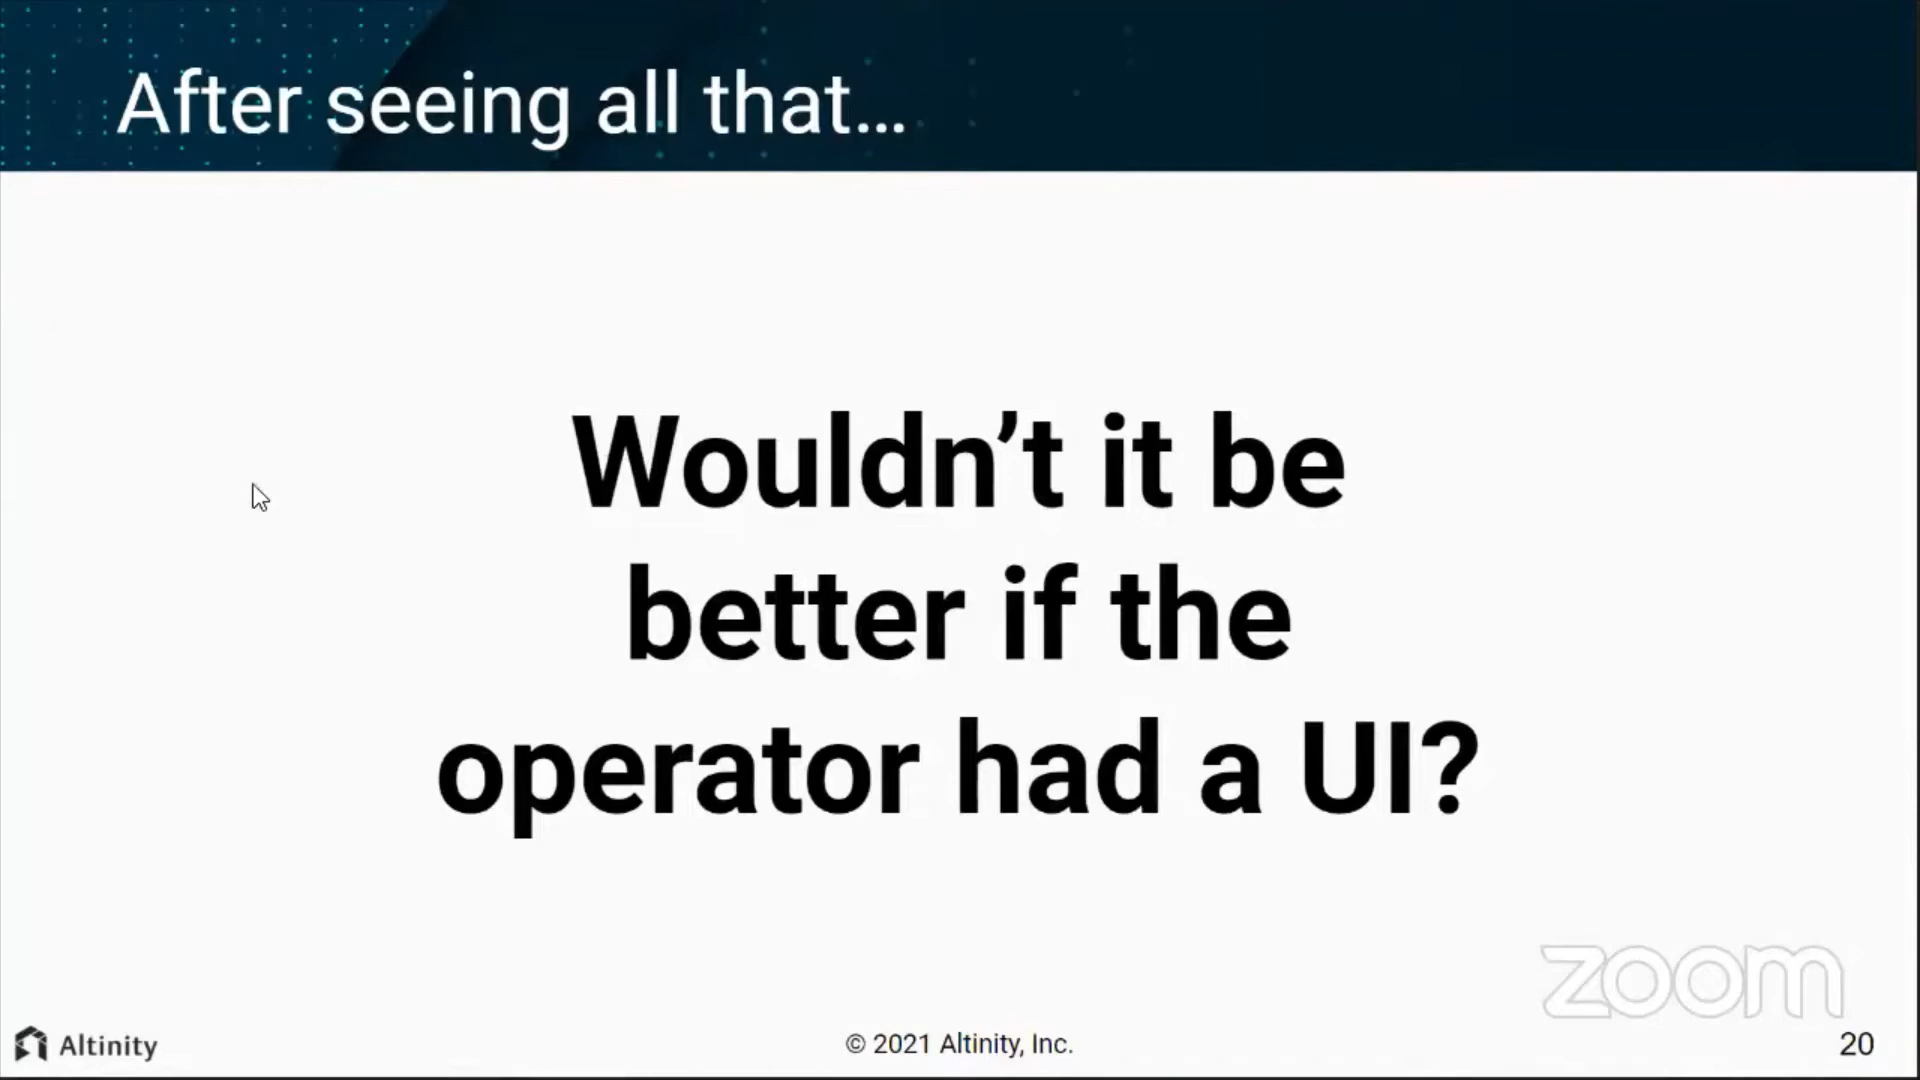 After seeing all that…
Wouldn’t it be
better if the
operator had a UI?
zoom
Altinity
© 2021 Altinity, Inc.
20